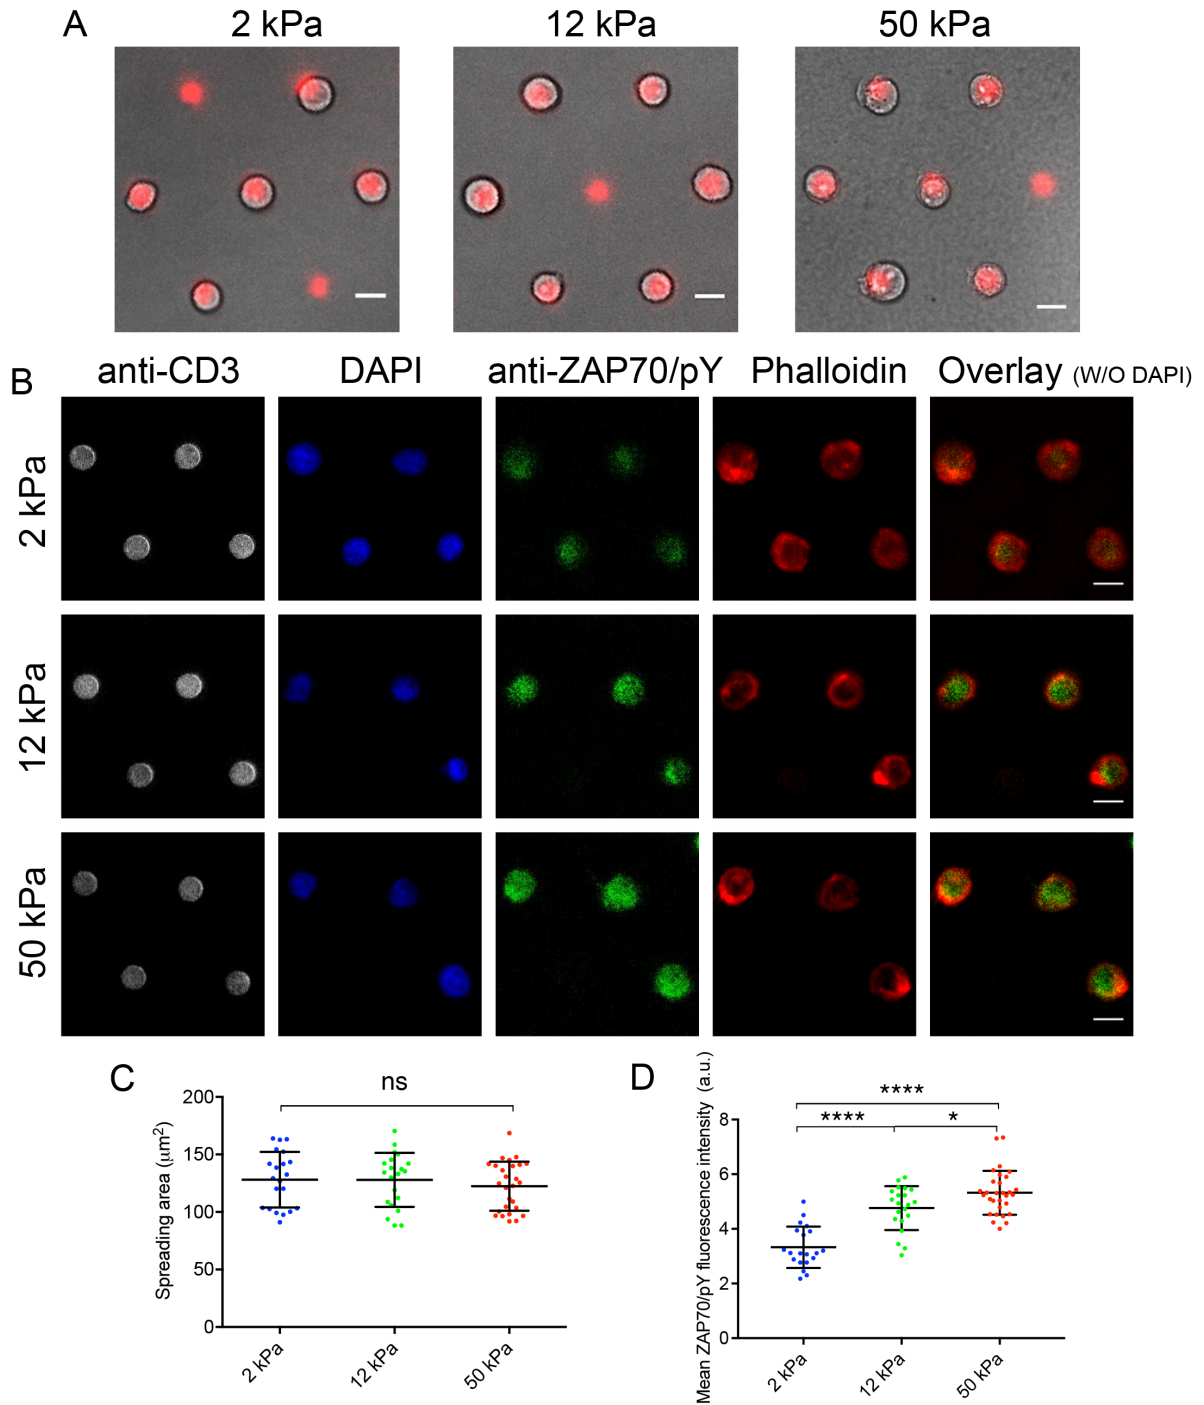 A
2 kPa
12 kPa
50 kPa
B
anti-CD3
DAPI
anti-ZAP70/pY
Phalloidin
Overlay (W/O DAPI)
2 kPa
12 kPa
50 kPa
C
ns
Spreading area (μm²)
200
150
100
50
0
2 kPa
12 kPa
50 kPa
D
****
****
*
Mean ZAP70/pY fluorescence intensity (a.u.)
8
6
4
2
0
2 kPa
12 kPa
50 kPa